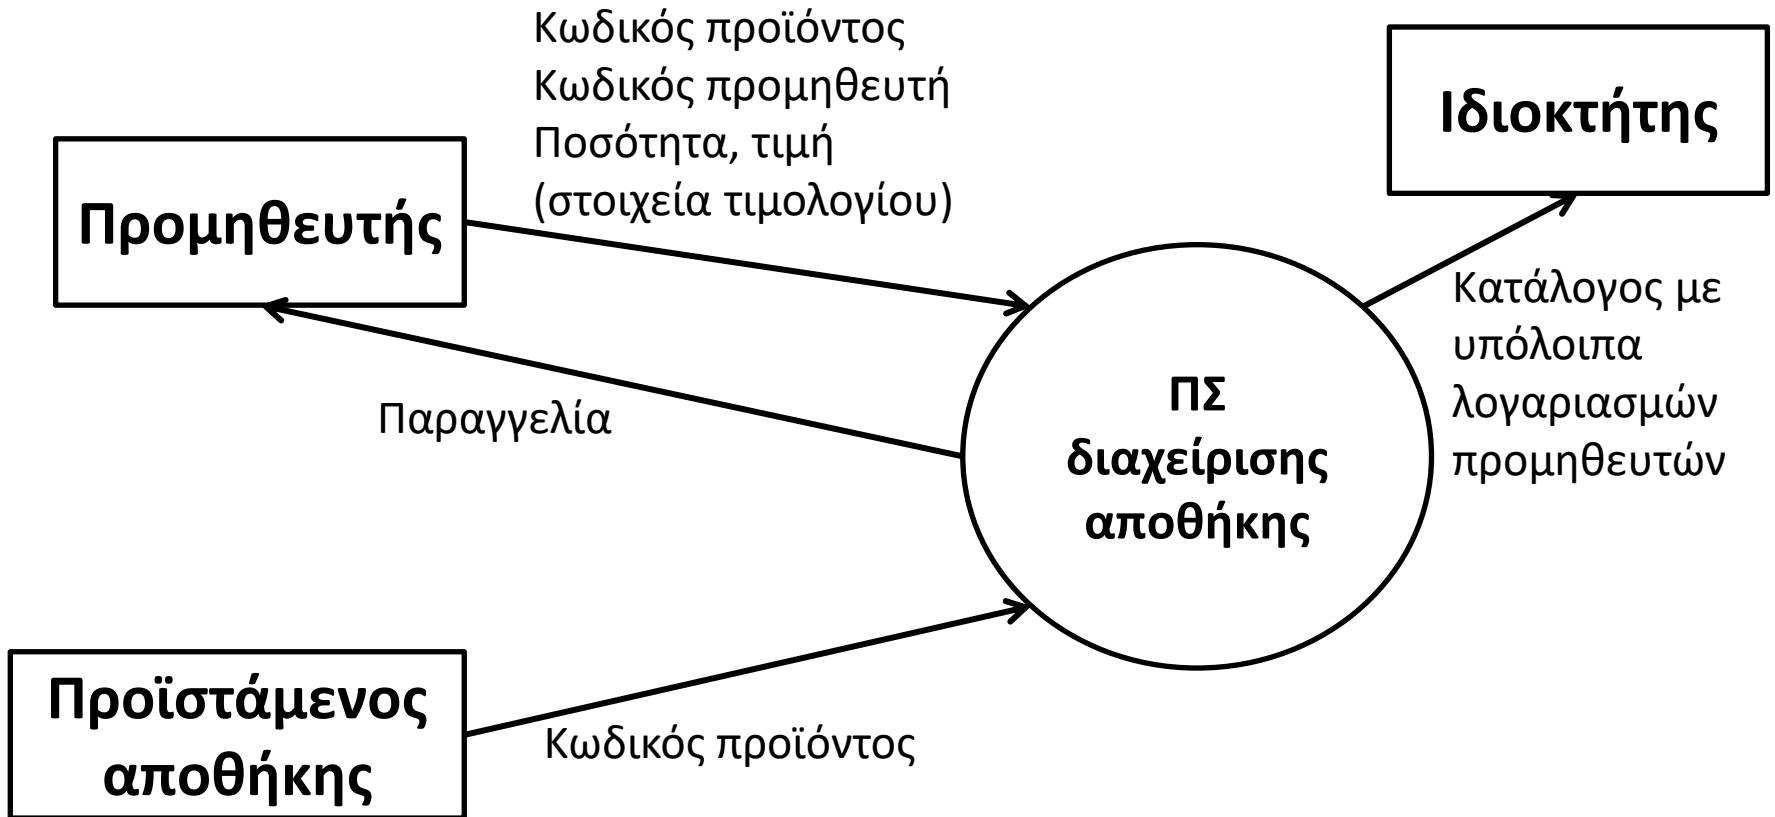 Κωδικός προϊόντος
Κωδικός προμηθευτή
Ποσότητα, τιμή
(στοιχεία τιμολογίου)
Ιδιοκτήτης
Προμηθευτής
Κατάλογος με
υπόλοιπα
λογαριασμών
προμηθευτών
Παραγγελία
ΠΣ
διαχείρισης
αποθήκης
Προϊστάμενος
αποθήκης
Κωδικός προϊόντος